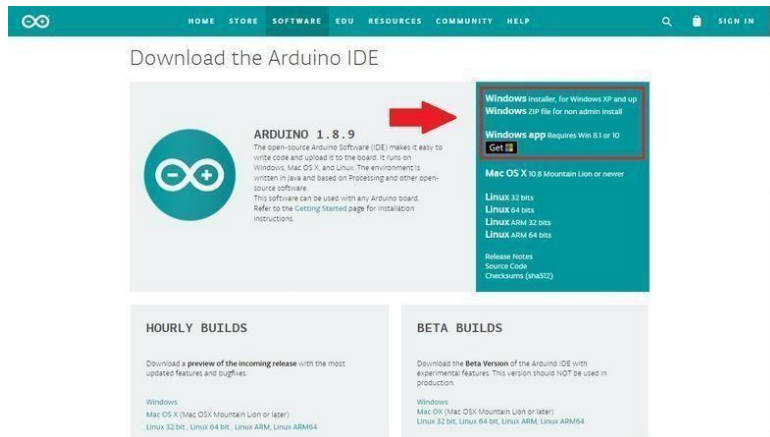 HOME STORE SOFTWARE EDU RESOURCES COMMUNITY HELP
SIGN IN
Download the Arduino IDE
ARDUINO 1.8.9
The open-source Arduino Software (IDE) makes it easy to
write code and upload it to the board. It runs on
Windows, Mac OS X, and Linux. The environment is
written in Java and based on Processing and other open-
source software.
This software can be used with any Arduino board.
Refer to the Getting Started page for Installation
instructions.
Windows Installer, for Windows XP and up
Windows ZIP file for non admin install
Windows app Requires Win 8.1 or 10
Get
Mac OS X 10.8 Mountain Lion or newer
Linux 32 bits
Linux 64 bits
Linux ARM 32 bits
Linux ARM 64 bits
Release Notes
Source Code
Checksums (sha512)
HOURLY BUILDS
Download a preview of the incoming release with the most
updated features and bugfixes.
Windows
Mac OS X (Mac OSX Mountain Lion or later)
Linux 32 bit , Linux 64 bit , Linux ARM, Linux ARM64
BETA BUILDS
Download the Beta Version of the Arduino IDE with
experimental features. This version should NOT be used in
production.
Windows
Mac OX (Mac OSX Mountain Lion or later)
Linux 32 bit, Linux 64 bit, Linux ARM, Linux ARM64